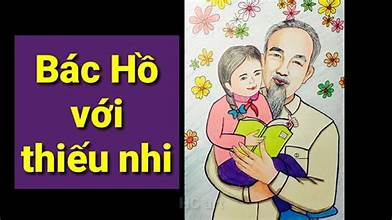 Bác Hồ
với
thiếu nhi